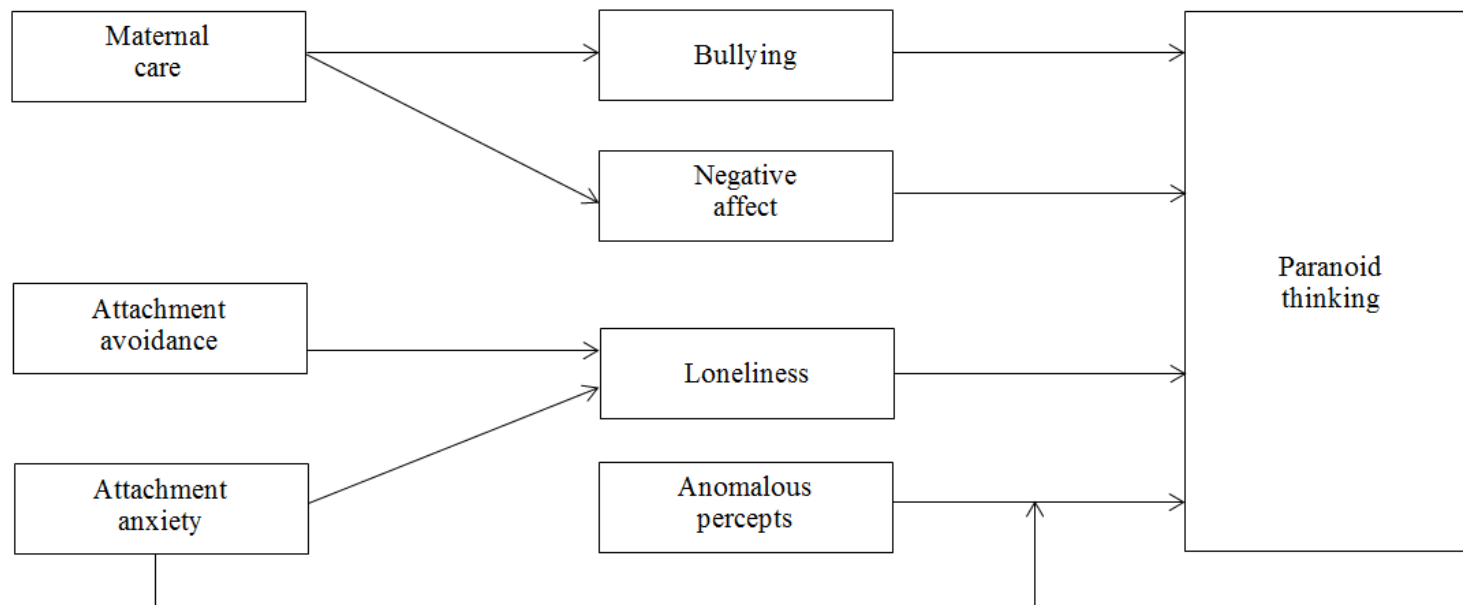 Maternal
care
Bullying
Negative
affect
Paranoid
thinking
Attachment
avoidance
Loneliness
Attachment
anxiety
Anomalous
percepts